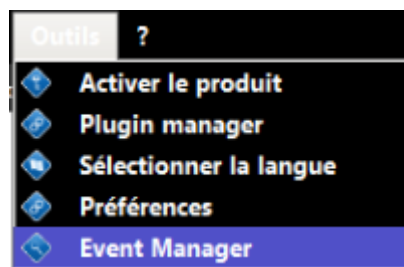 Outils ?
Activer le produit
Plugin manager
Sélectionner la langue
Préférences
Event Manager